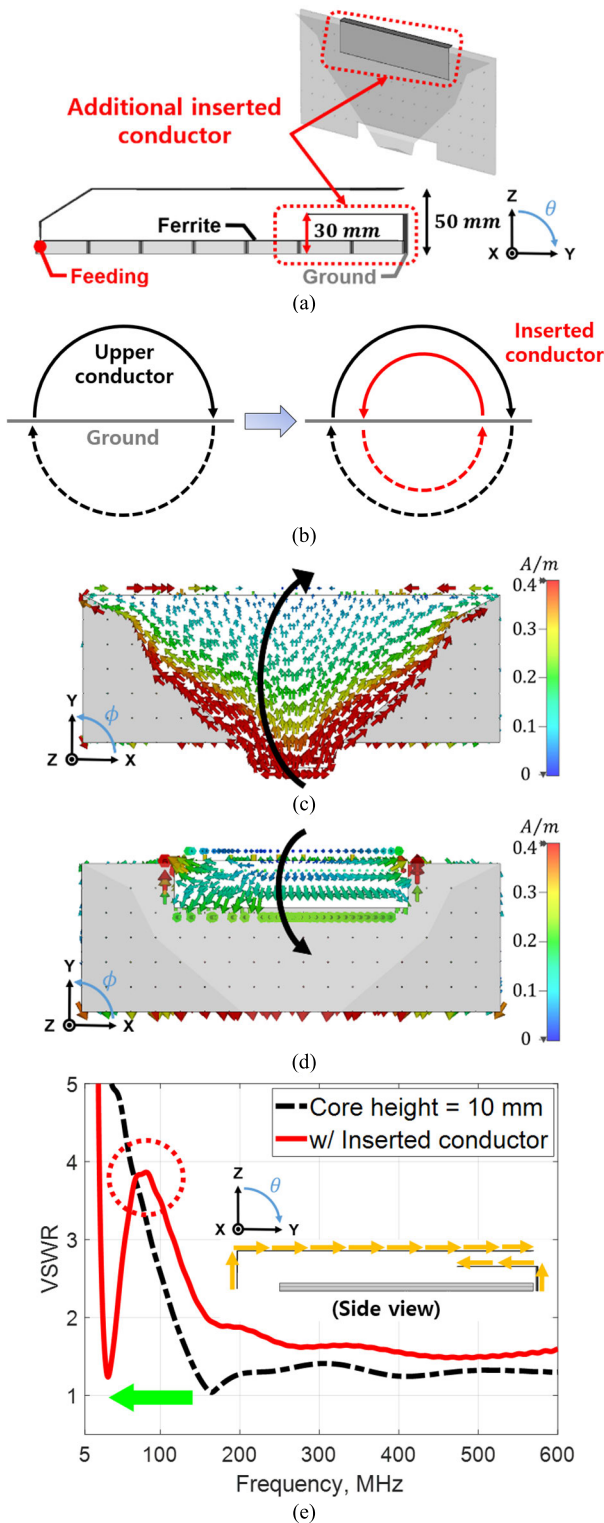 Additional inserted
conductor
Ferrite
30 mm
50 mm
Z
θ
X
Y
Feeding
Ground
(a)
Upper
conductor
Inserted
conductor
Ground
(b)
A/m
0.4
0.3
0.2
0.1
0
Y
ϕ
Z
X
(c)
A/m
0.4
0.3
0.2
0.1
0
Y
ϕ
Z
X
(d)
5
4
3
2
1
VSWR
Core height = 10 mm
w/ Inserted conductor
Z
θ
X
Y
(Side view)
5 100 200 300 400 500 600
Frequency, MHz
(e)